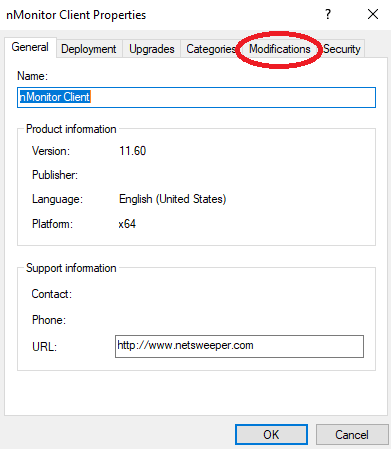 nMonitor Client Properties
General Deployment Upgrades Categories Modifications Security
Name:
nMonitor Client
Product information
Version: 11.60
Publisher:
Language: English (United States)
Platform: x64
Support information
Contact:
Phone:
URL: http://www.netsweeper.com
OK Cancel